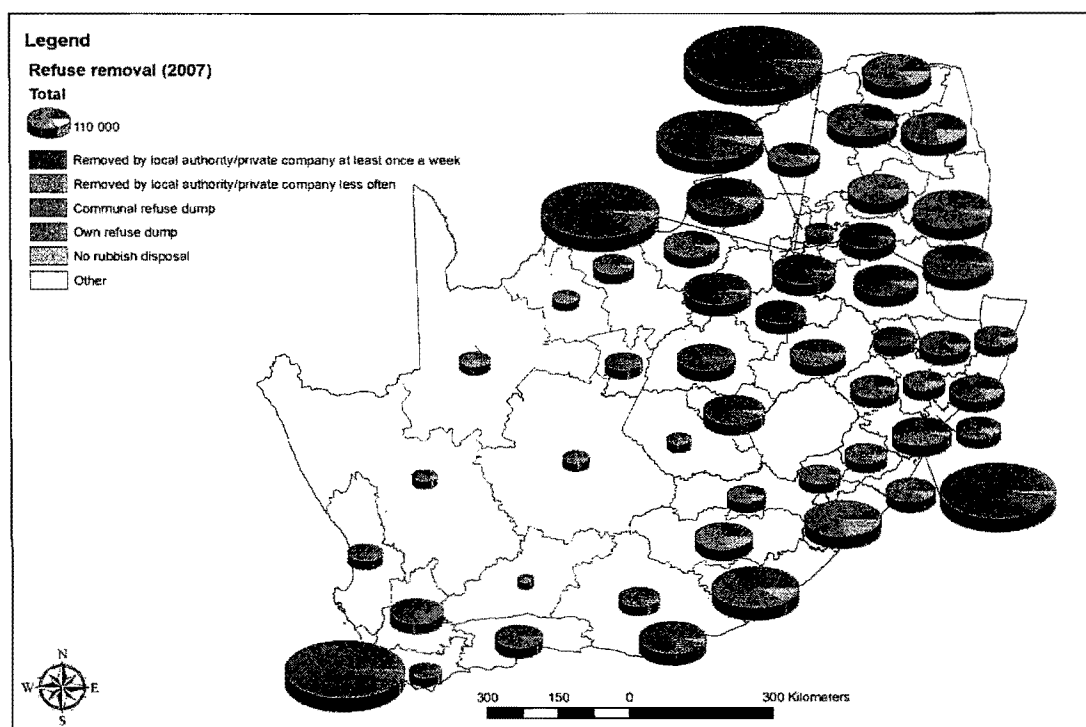 Legend
Refuse removal (2007)
Total
110 000
Removed by local authority/private company at least once a week
Removed by local authority/private company less often
Communal refuse dump
Own refuse dump
No rubbish disposal
Other
N
W E
S
300 150 0 300 Kilometers